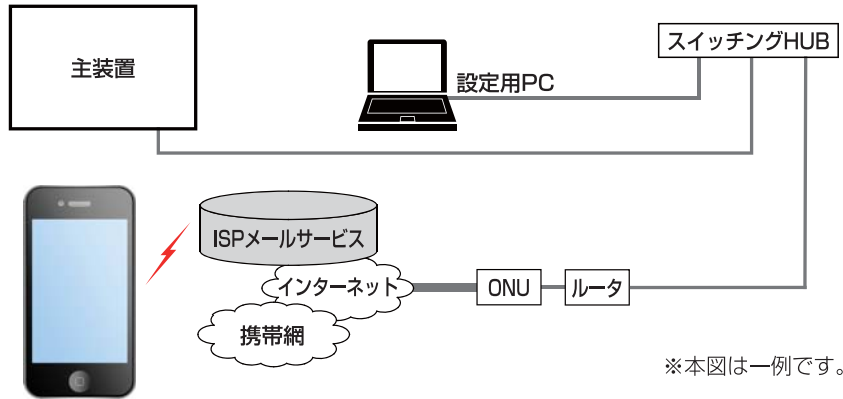 主装置
設定用PC
スイッチングHUB
ISPメールサービス
インターネット
ONU
ルータ
携帯網
※本図は一例です。